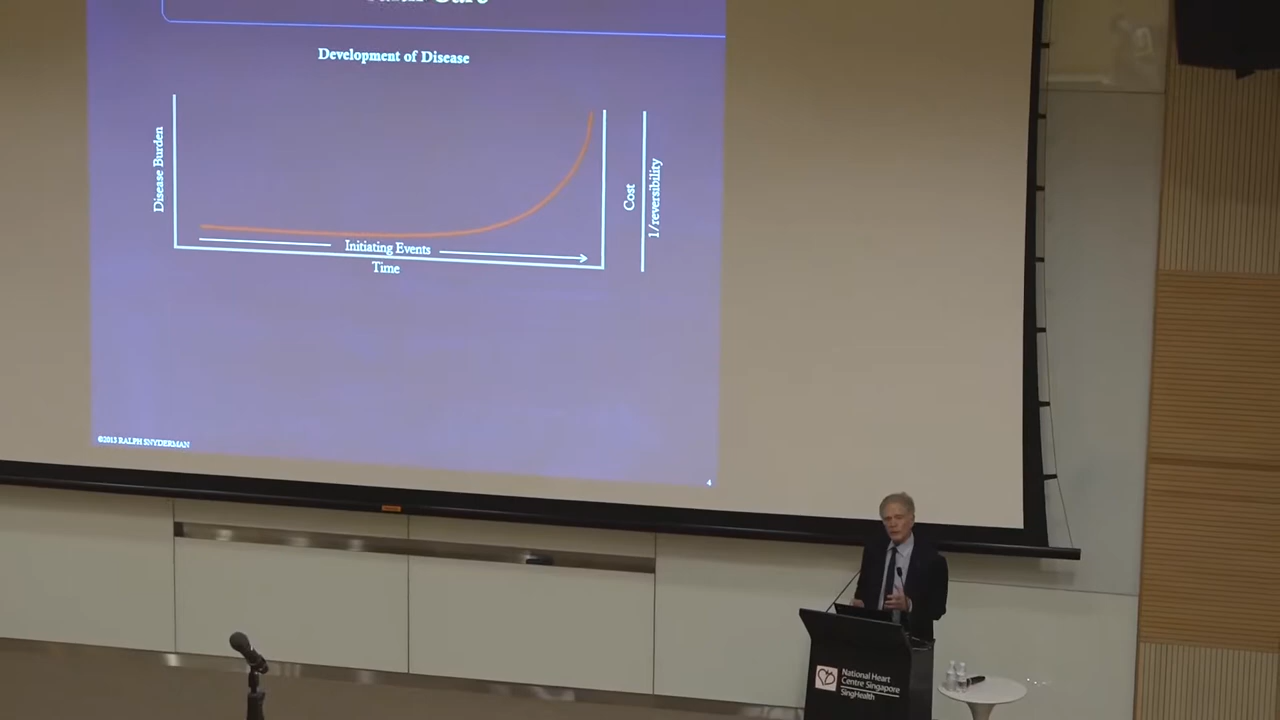 Development of Disease
Disease Burden
Cost
1/reversibility
Initiating Events
Time
©2013 RALPH SNYDERMAN
4
National Heart
Centre Singapore
SingHealth